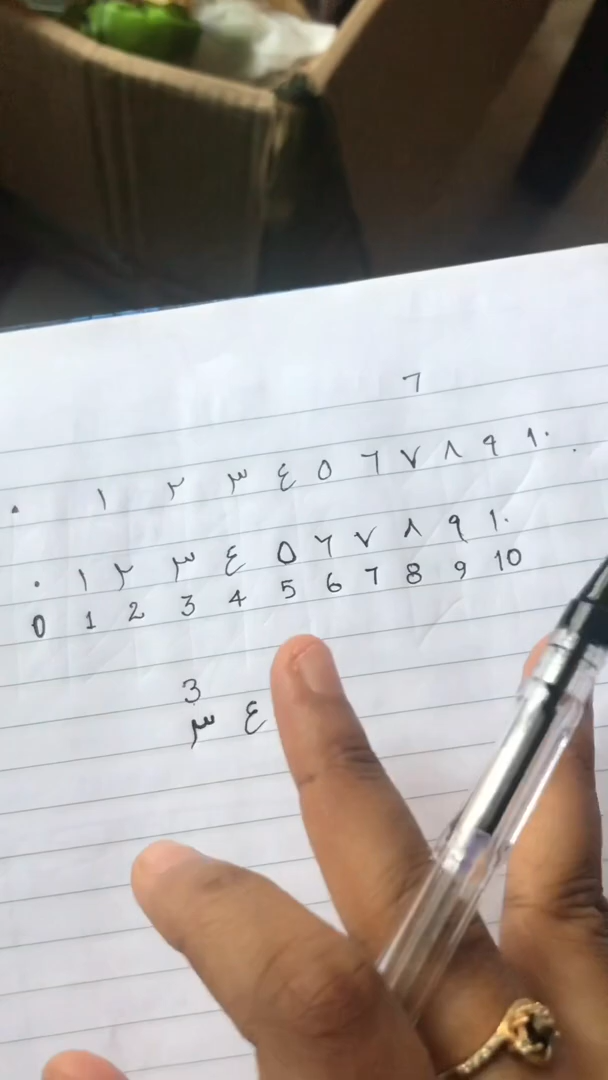 ٦
٠ ١ ٢ ٣ ٤ ٥ ٦ ٧ ٨ ٩ ١٠
٠ ١ ٢ ٣ ٤ ٥ ٦ ٧ ٨ ٩ ١٠
0 1 2 3 4 5 6 7 8 9 10
3
٣ ٤